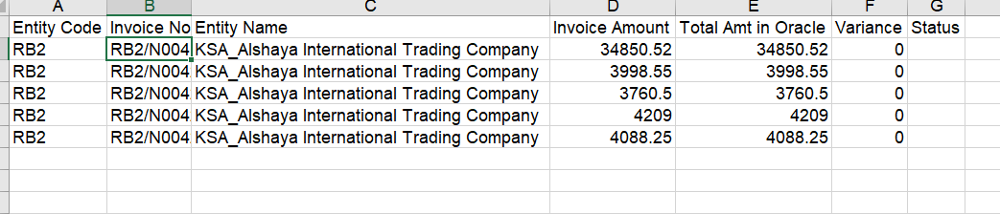 A B C D E F G
Entity Code Invoice No Entity Name Invoice Amount Total Amt in Oracle Variance Status
RB2 RB2/N004 KSA_Alshaya International Trading Company 34850.52 34850.52 0
RB2 RB2/N004 KSA_Alshaya International Trading Company 3998.55 3998.55 0
RB2 RB2/N004 KSA_Alshaya International Trading Company 3760.5 3760.5 0
RB2 RB2/N004 KSA_Alshaya International Trading Company 4209 4209 0
RB2 RB2/N004 KSA_Alshaya International Trading Company 4088.25 4088.25 0